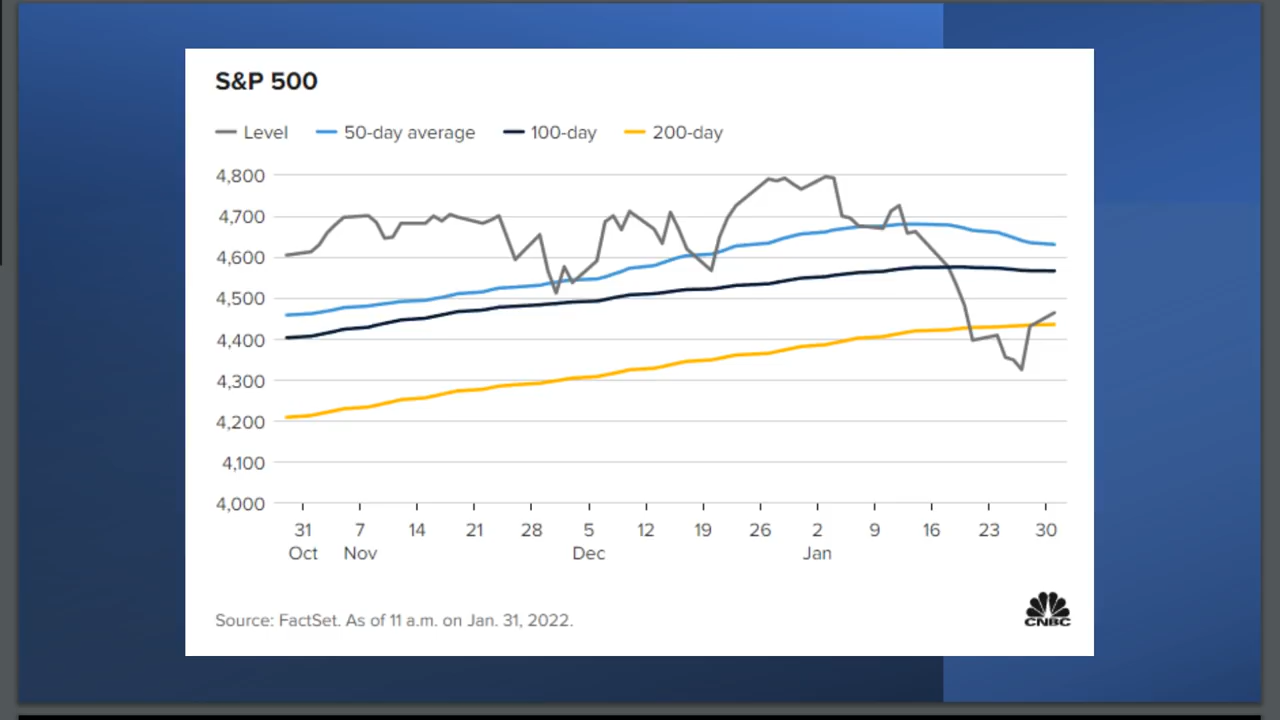 S&P 500
Level 50-day average 100-day 200-day
4,800
4,700
4,600
4,500
4,400
4,300
4,200
4,100
4,000
31 7 14 21 28 5 12 19 26 2 9 16 23 30
Oct Nov Dec Jan
Source: FactSet. As of 11 a.m. on Jan. 31, 2022.
CNBC